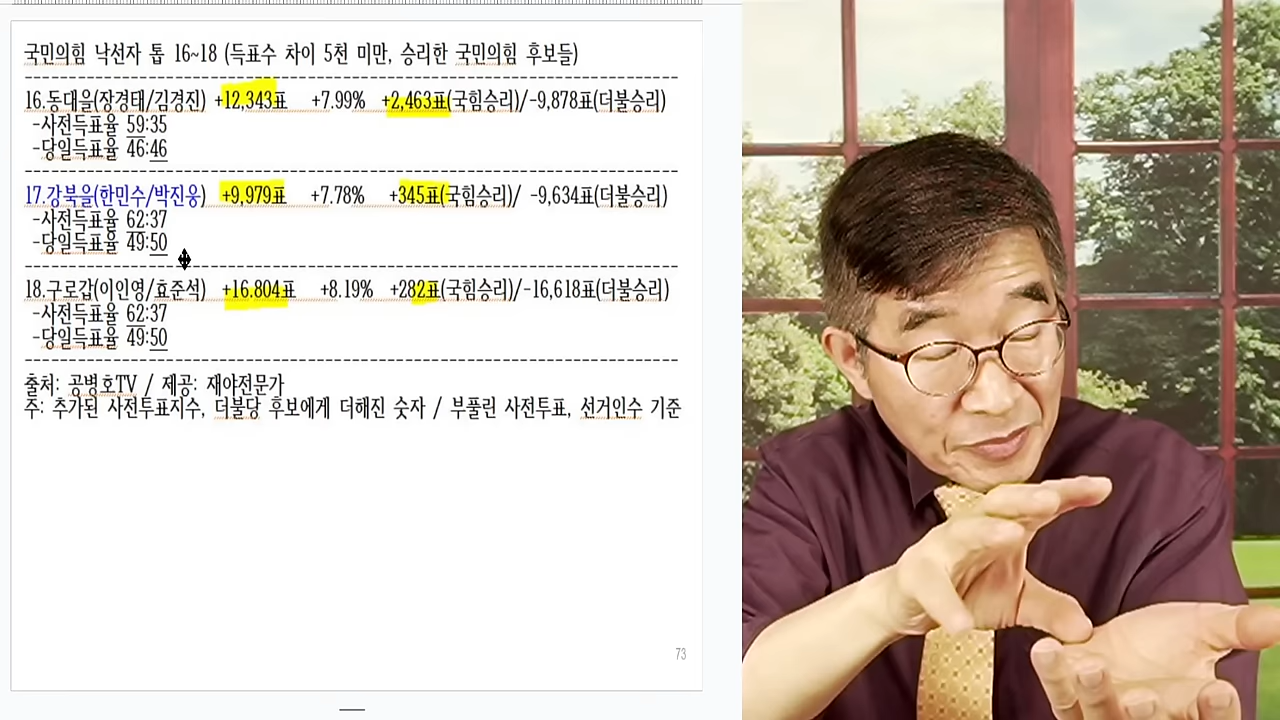 국민의힘 낙선자 톱 16~18 (득표수 차이 5천 미만, 승리한 국민의힘 후보들)
16.동대을(장경태/김경진) +12,343표 +7.99% +2,463표(국힘승리)/-9,878표(더불승리)
-사전득표율 59:35
-당일득표율 46:46
17.강북을(한민수/박진웅) +9,979표 +7.78% +345표(국힘승리)/ -9,634표(더불승리)
-사전득표율 62:37
-당일득표율 49:50
18.구로갑(이인영/효준석) +16,804표 +8.19% +282표(국힘승리)/-16,618표(더불승리)
-사전득표율 62:37
-당일득표율 49:50
출처: 공병호TV / 제공: 재야전문가
주: 추가된 사전투표지수, 더불당 후보에게 더해진 숫자 / 부풀린 사전투표, 선거인수 기준
73